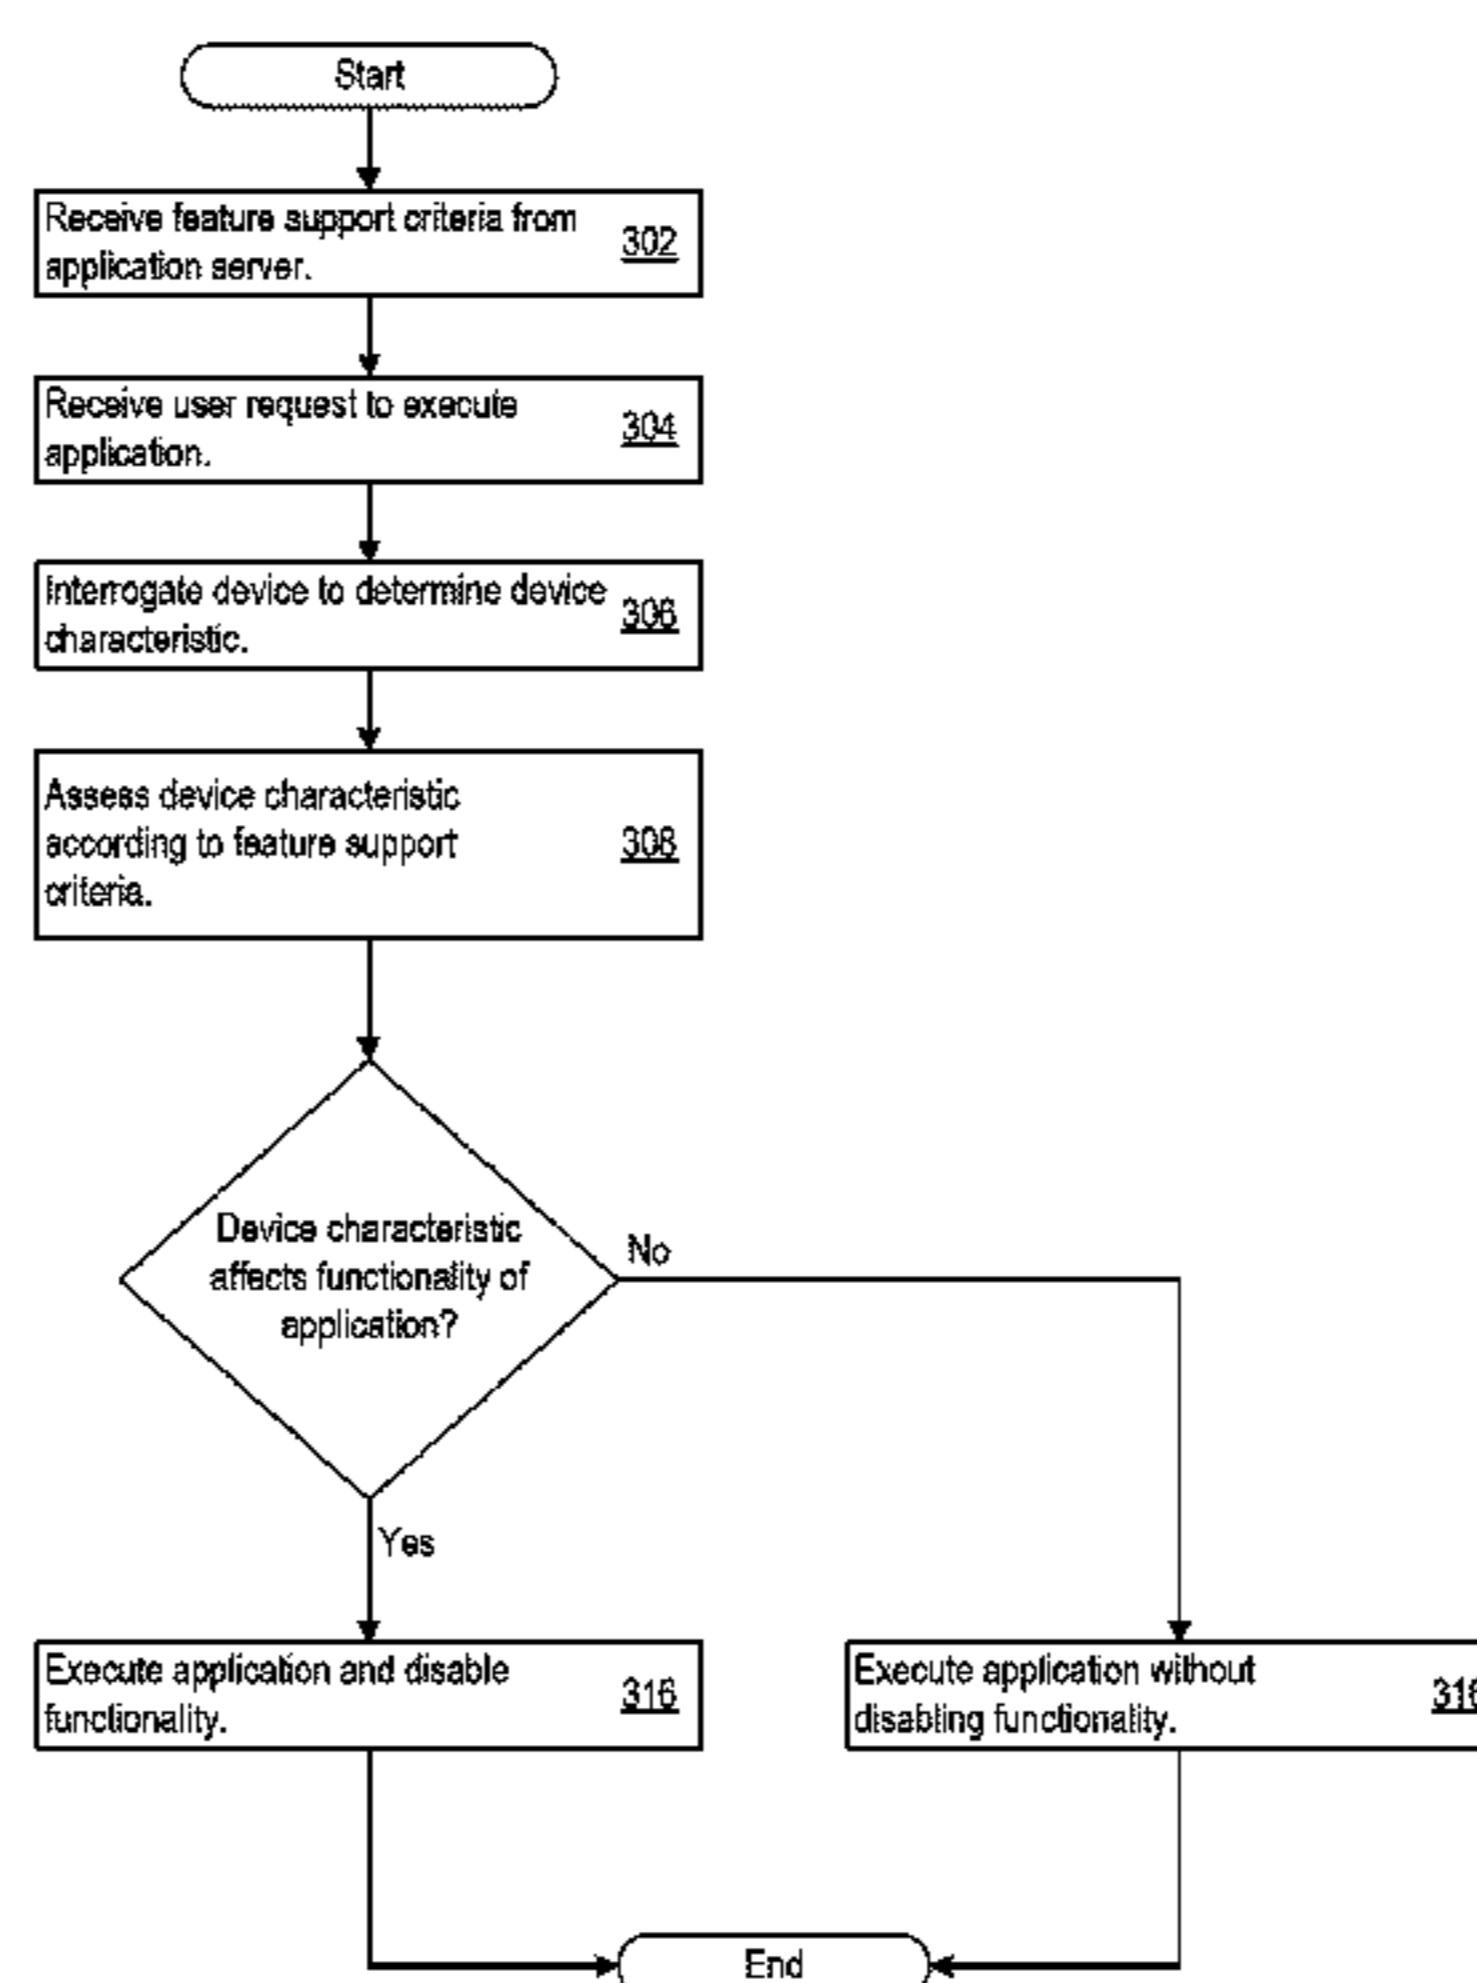 Start
Receive feature support criteria from
application server.
302
Receive user request to execute
application.
304
Interrogate device to determine device
characteristic.
306
Assess device characteristic
according to feature support
criteria.
308
Device characteristic
affects functionality of
application?
No
Yes
Execute application and disable
functionality.
316
Execute application without
disabling functionality.
End